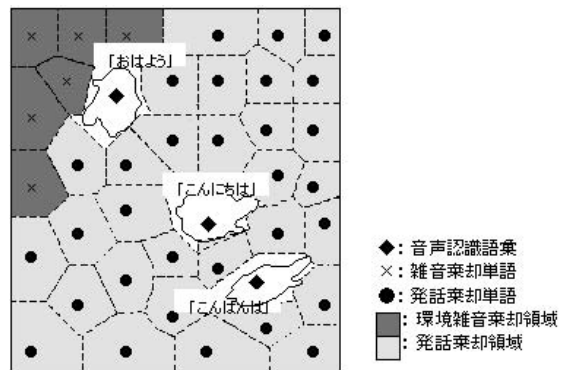 「おはよう」
「こんにちは」
「こんばんは」
◆：音声認識語彙
×：雑音棄却単語
●：発話棄却単語
：環境雑音棄却領域
：発話棄却領域